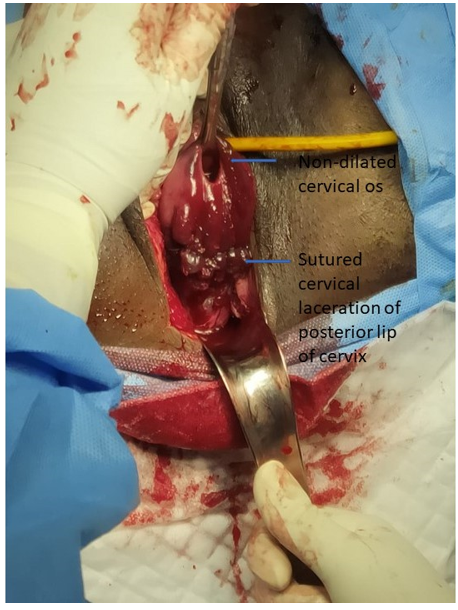 Non-dilated
cervical os
Sutured
cervical
laceration of
posterior lip
of cervix